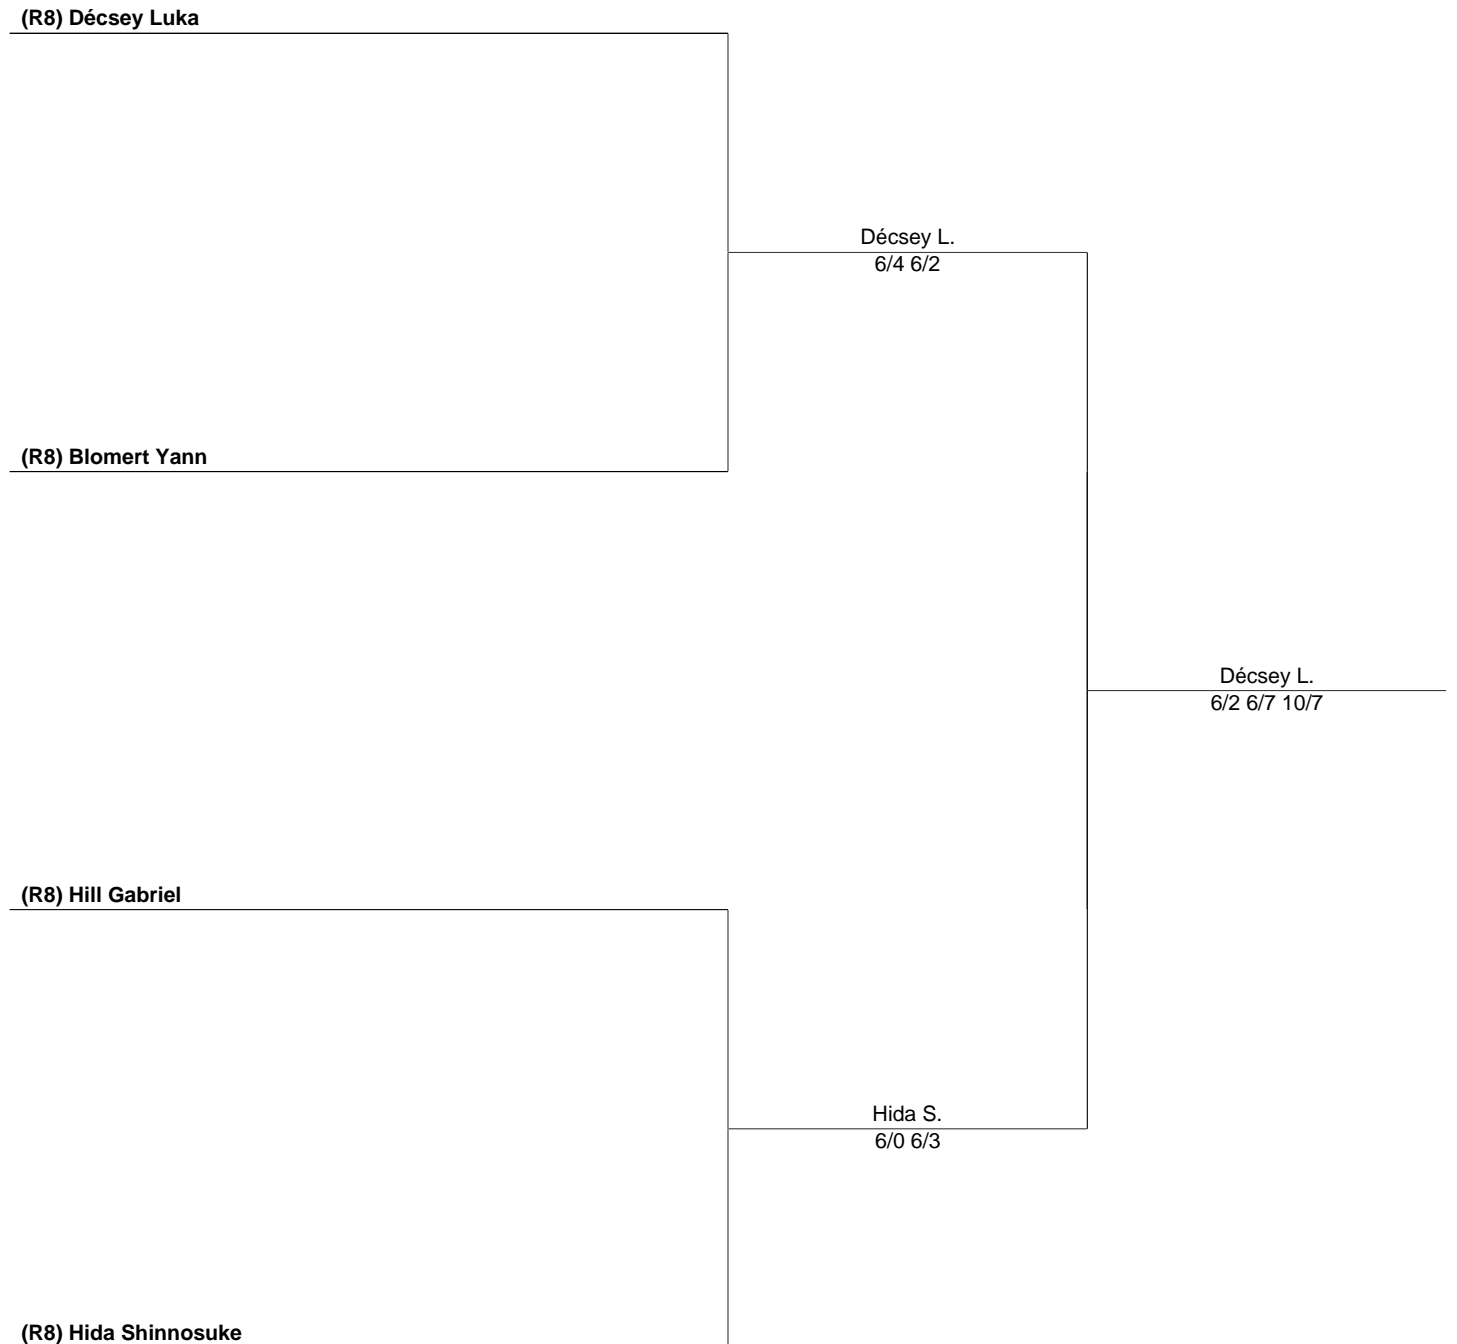 (R8) Décsey Luka
Décsey L.
6/4 6/2
(R8) Blomert Yann
Décsey L.
6/2 6/7 10/7
(R8) Hill Gabriel
Hida S.
6/0 6/3
(R8) Hida Shinnosuke